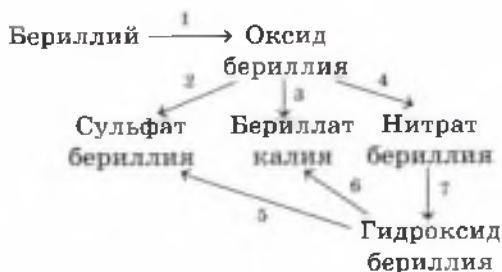 1
Бериллий Оксид
бериллия
2 3 4
Сульфат Бериллат Нитрат
бериллия калия бериллия
6 7
5
Гидроксид
бериллия